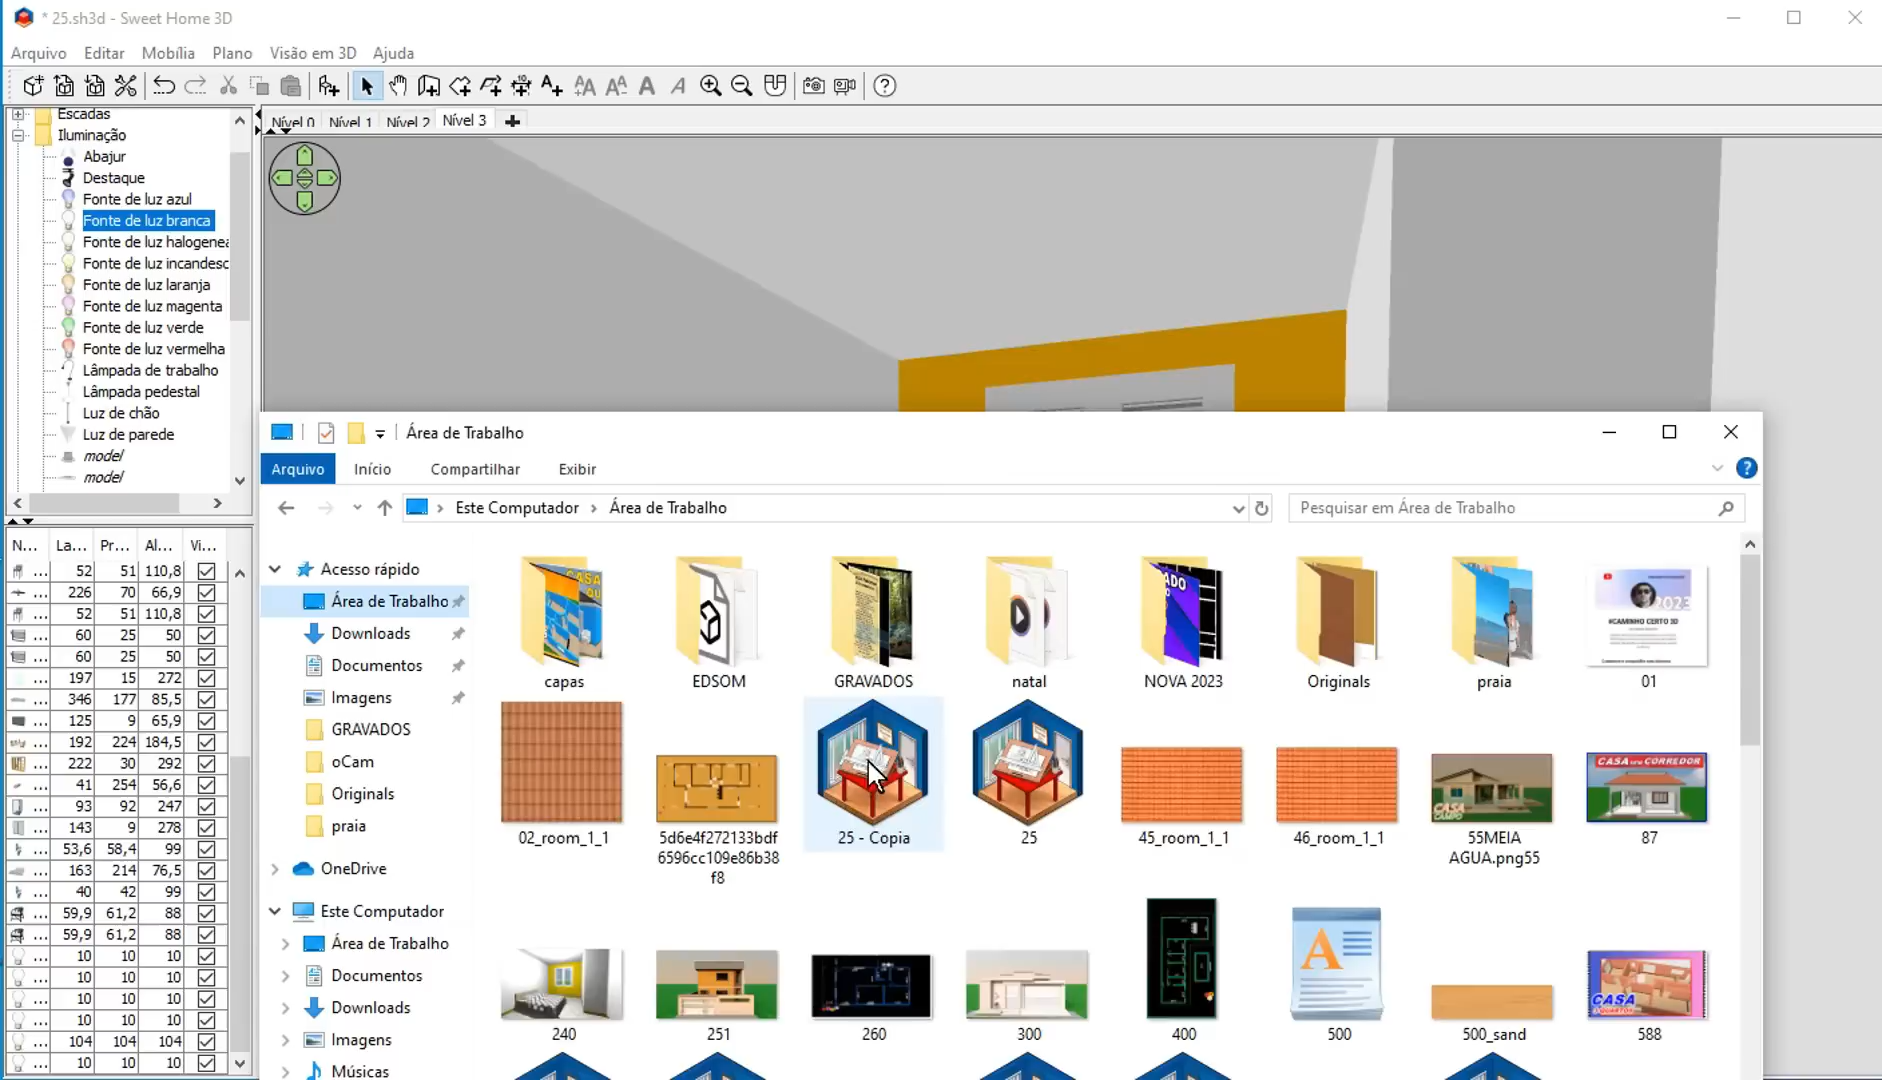 * 25.sh3d - Sweet Home 3D
Arquivo Editar Mobília Plano Visão em 3D Ajuda
Nível 0 Nível 1 Nível 2 Nível 3
Escadas
Iluminação
Abajur
Destaque
Fonte de luz azul
Fonte de luz branca
Fonte de luz halogenea
Fonte de luz incandesc
Fonte de luz laranja
Fonte de luz magenta
Fonte de luz verde
Fonte de luz vermelha
Lâmpada de trabalho
Lâmpada pedestal
Luz de chão
Luz de parede
model
model
N... La... Pr... Al... Vi...
... 52 51 110,8
... 226 70 66,9
... 52 51 110,8
... 60 25 50
... 60 25 50
... 197 15 272
... 346 177 85,5
... 125 9 65,9
... 192 224 184,5
... 222 30 292
... 41 254 56,6
... 93 92 247
... 143 9 278
... 53,6 58,4 99
... 163 214 76,5
... 40 42 99
... 59,9 61,2 88
... 59,9 61,2 88
... 10 10 10
... 10 10 10
... 10 10 10
... 10 10 10
... 104 104 104
... 10 10 10
Área de Trabalho
Arquivo Início Compartilhar Exibir
Este Computador Área de Trabalho
Pesquisar em Área de Trabalho
Acesso rápido
Área de Trabalho
Downloads
Documentos
Imagens
GRAVADOS
oCam
Originals
praia
OneDrive
Este Computador
Área de Trabalho
Documentos
Downloads
Imagens
Músicas
CASA
ADO
2023
#CAMINHO CERTO 3D
capas EDSOM GRAVADOS natal NOVA 2023 Originals praia 01
CASA
CASA SEM CORREDOR
02_room_1_1
5d6e4f272133bdf
6596cc109e86b38
f8
25 - Copia
25
45_room_1_1
46_room_1_1
55MEIA
AGUA.png55
87
A
CASA
240 251 260 300 400 500 500_sand 588